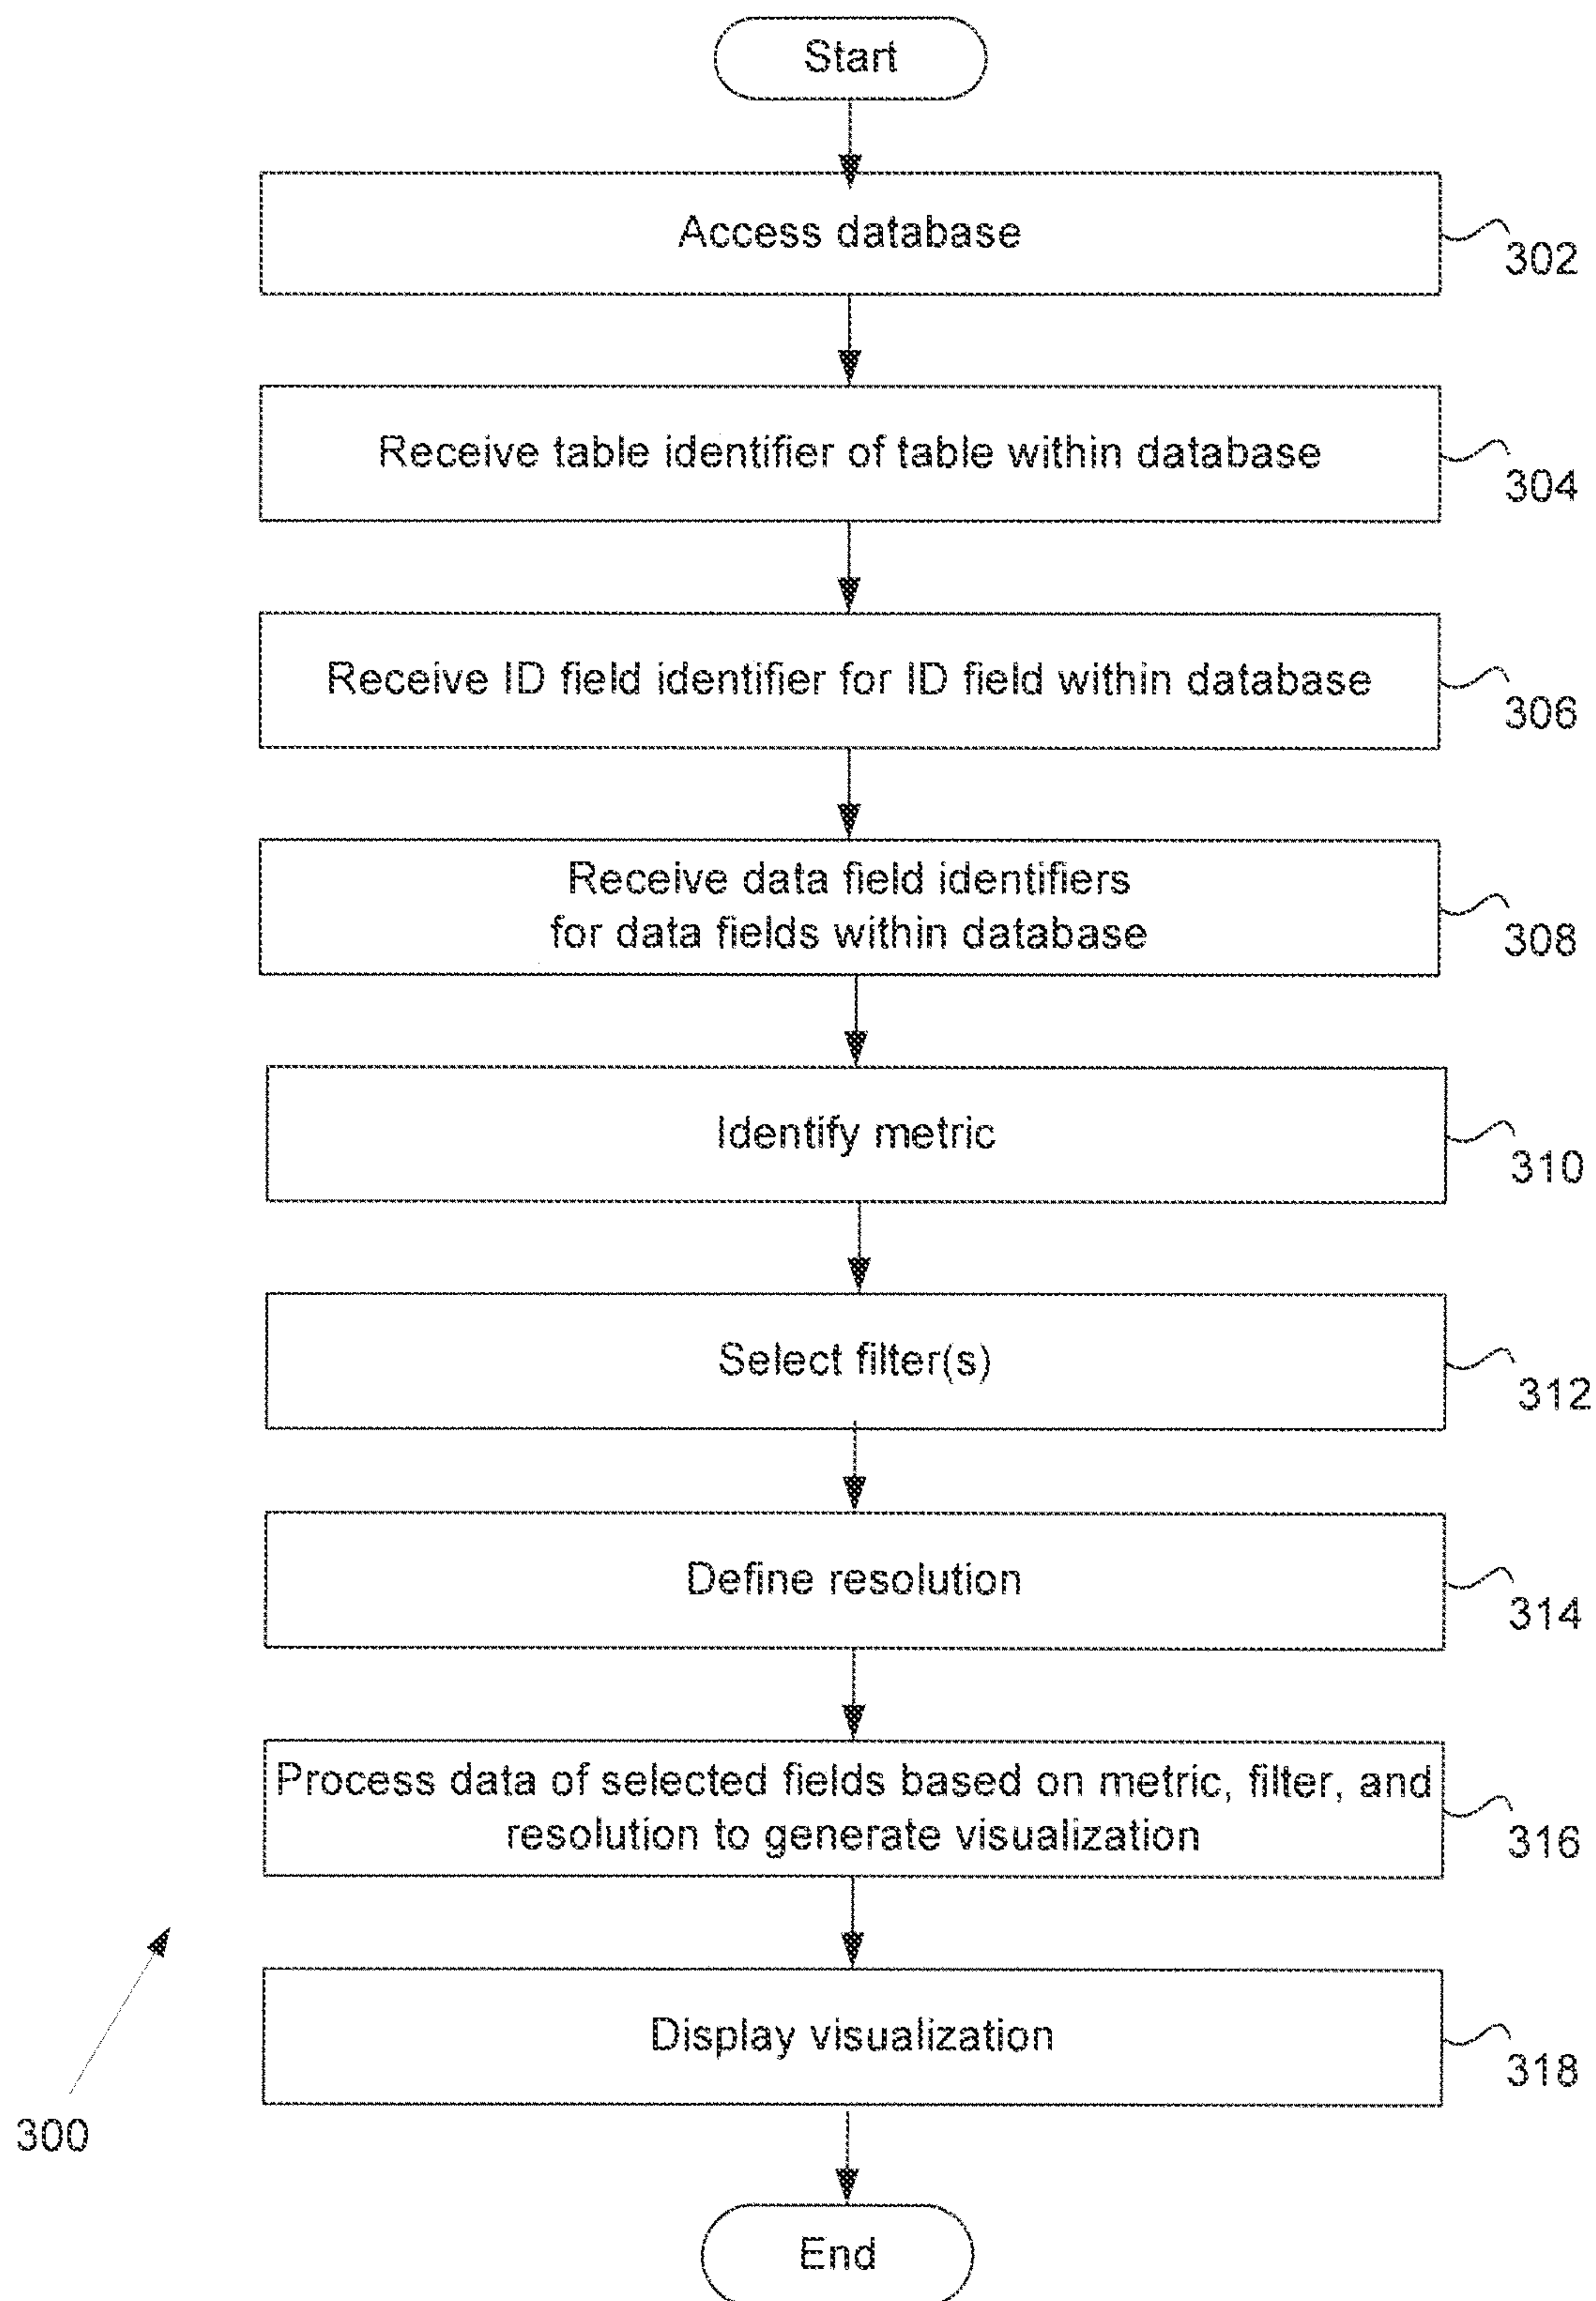 Start
Access database
302
Receive table identifier of table within database
304
Receive ID field identifier for ID field within database
306
Receive data field identifiers
for data fields within database
308
Identify metric
310
Select filter(s)
312
Define resolution
314
Process data of selected fields based on metric, filter, and
resolution to generate visualization
316
Display visualization
318
300
End